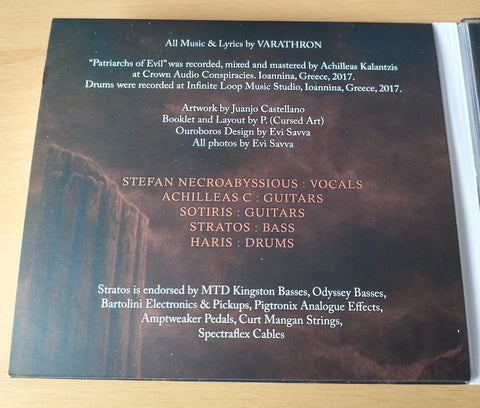 All Music & Lyrics by VARATHRON
“Patriarchs of Evil” was recorded, mixed and mastered by Achilleas Kalantzis
at Crown Audio Conspiracies. Ioannina, Greece, 2017.
Drums were recorded at Infinite Loop Music Studio, Ioannina, Greece, 2017.
Artwork by Juanjo Castellano
Booklet and Layout by P. (Cursed Art)
Ouroboros Design by Evi Savva
All photos by Evi Savva
STEFAN NECROABYSSIOUS : VOCALS
ACHILLEAS C : GUITARS
SOTIRIS : GUITARS
STRATOS : BASS
HARIS : DRUMS
Stratos is endorsed by MTD Kingston Basses, Odyssey Basses,
Bartolini Electronics & Pickups, Pigtronix Analogue Effects,
Amptweaker Pedals, Curt Mangan Strings,
Spectraflex Cables